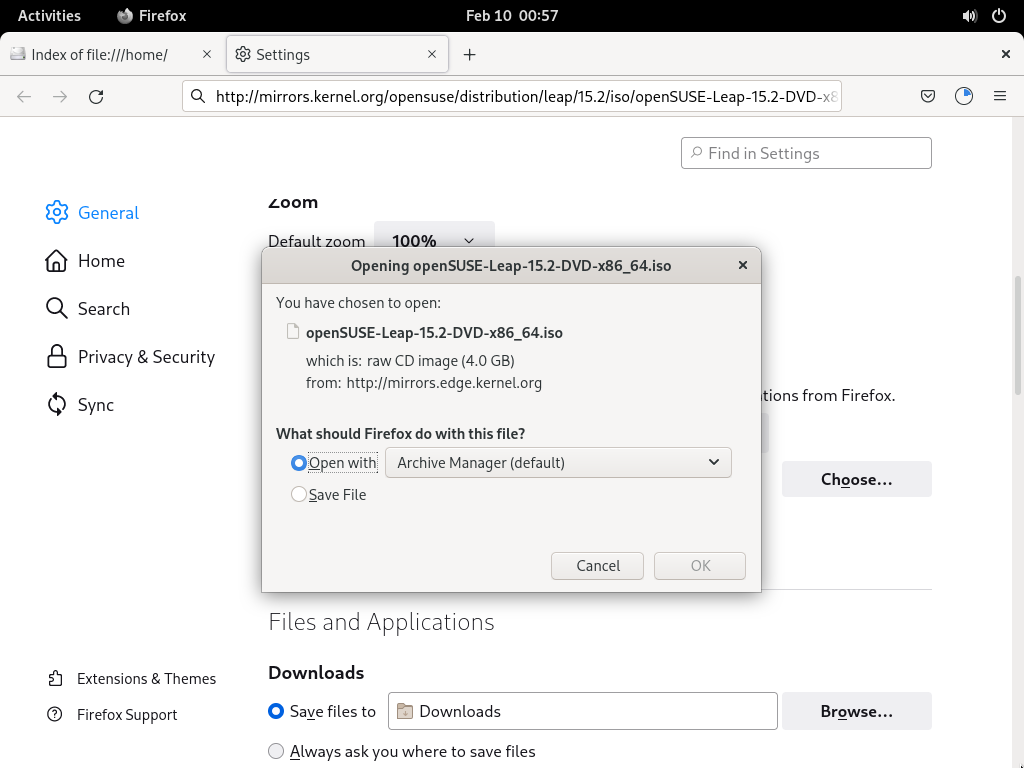 Activities Firefox Feb 10 00:57
Index of file:///home/ Settings
http://mirrors.kernel.org/opensuse/distribution/leap/15.2/iso/openSUSE-Leap-15.2-DVD-x8
Find in Settings
General
Home
Search
Privacy & Security
Sync
Extensions & Themes
Firefox Support
Zoom
Default zoom 100%
Opening openSUSE-Leap-15.2-DVD-x86_64.iso
You have chosen to open:
openSUSE-Leap-15.2-DVD-x86_64.iso
which is: raw CD image (4.0 GB)
from: http://mirrors.edge.kernel.org
What should Firefox do with this file?
Open with Archive Manager (default)
Save File
Cancel OK
from Firefox.
Choose...
Files and Applications
Downloads
Save files to Downloads Browse...
Always ask you where to save files